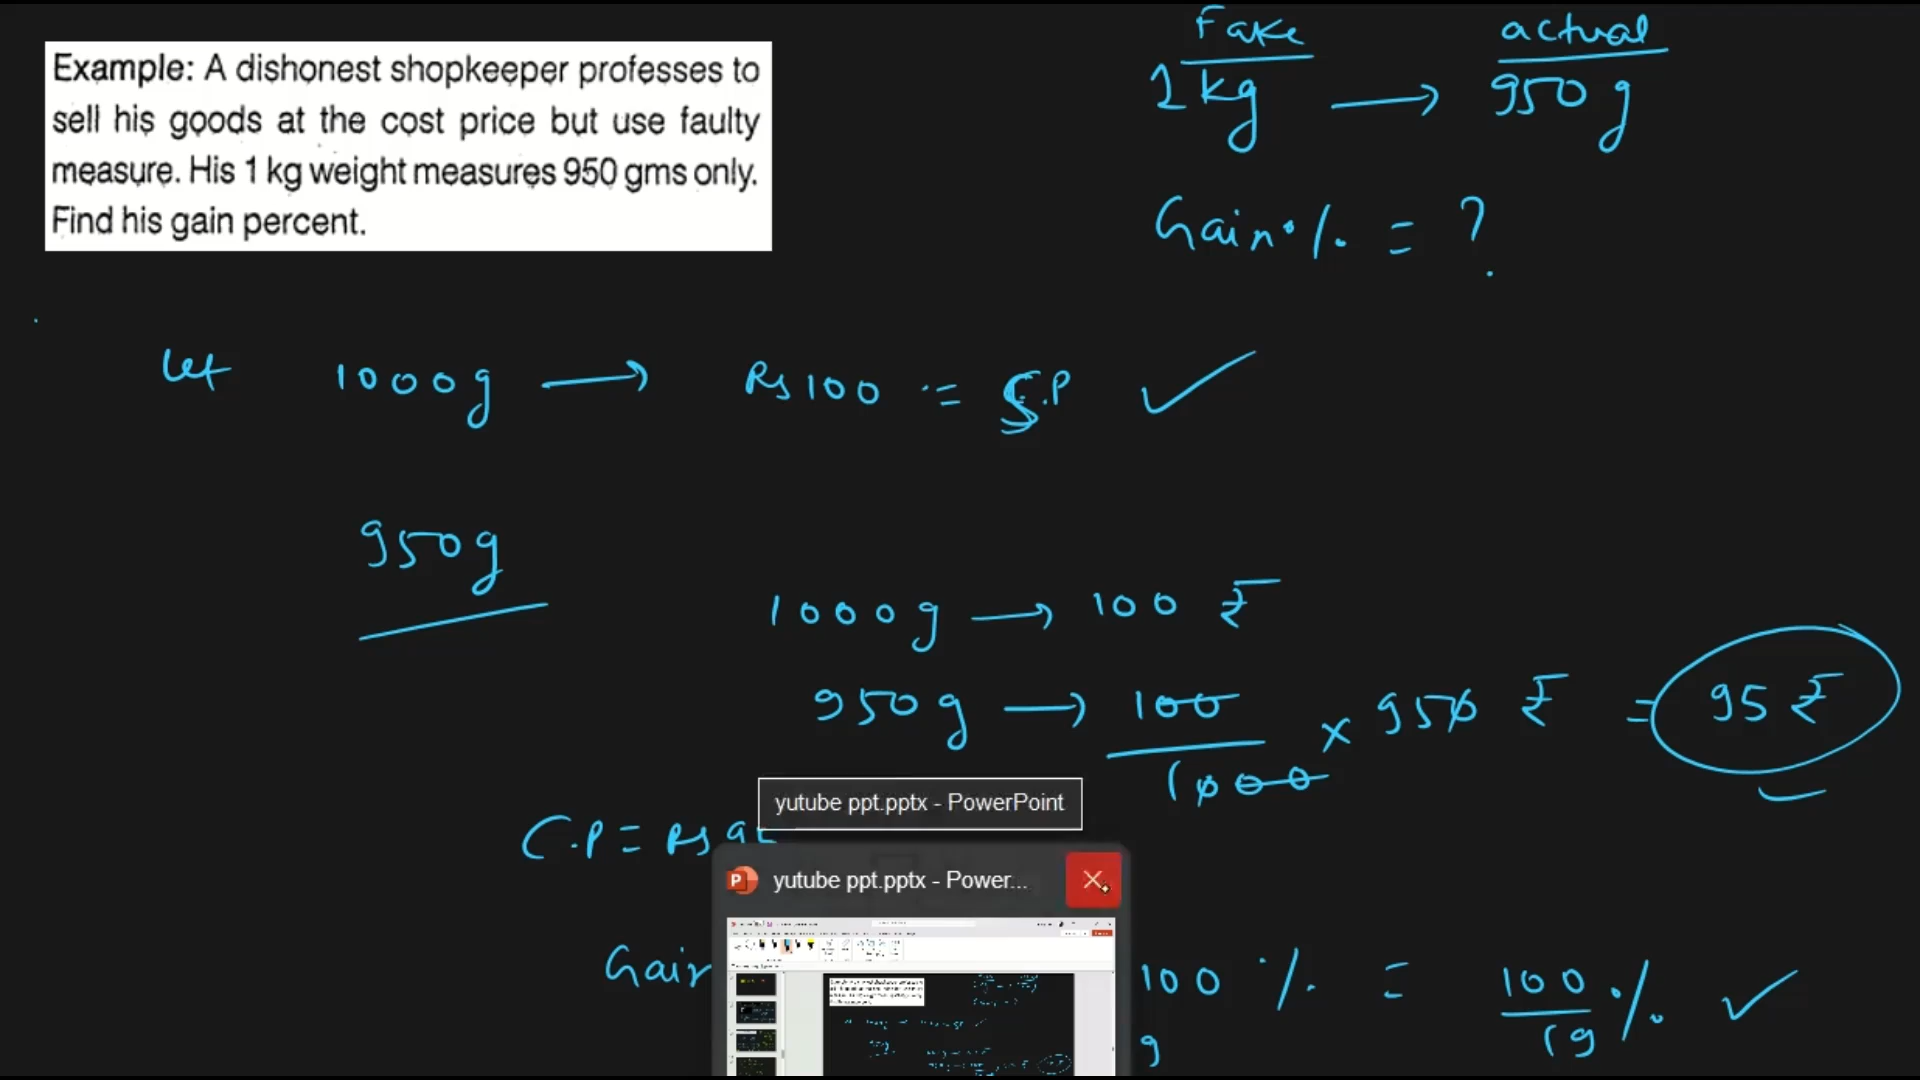 Example: A dishonest shopkeeper professes to
sell his goods at the cost price but use faulty
measure. His 1 kg weight measures 950 gms only.
Find his gain percent.
Fake actual
1 kg → 950 g
Gain % = ?
Let 1000g → Rs 100 = S.P ✓
950g
1000g → 100 ₹
950g → 100/1000 × 950 ₹ = 95 ₹
yutube ppt.pptx - PowerPoint
C.P = Rs
yutube ppt.pptx - Power...
100 % = 100/19 % ✓